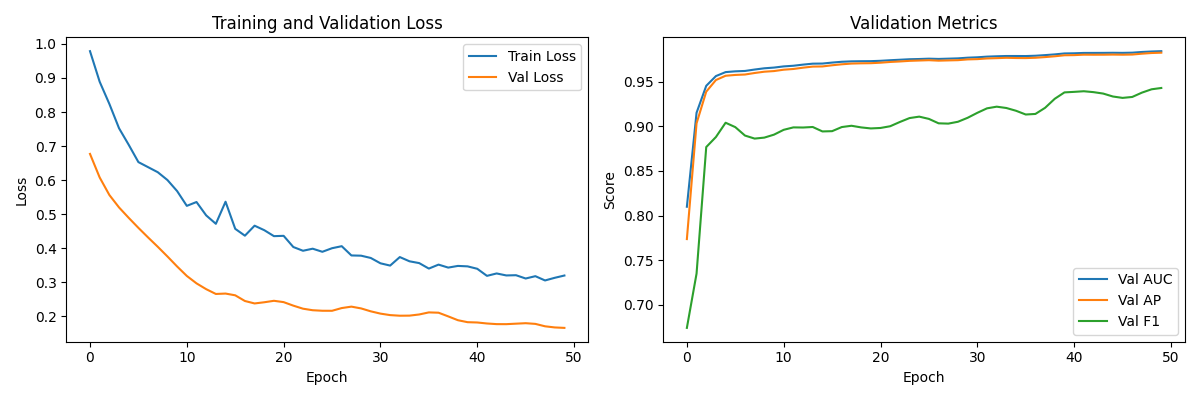 Training and Validation Loss
1.0
0.9
0.8
0.7
0.6
0.5
0.4
0.3
0.2
Loss
0
10
20
30
40
50
Epoch
Train Loss
Val Loss
Validation Metrics
0.95
0.90
0.85
0.80
0.75
0.70
Score
0
10
20
30
40
50
Epoch
Val AUC
Val AP
Val F1